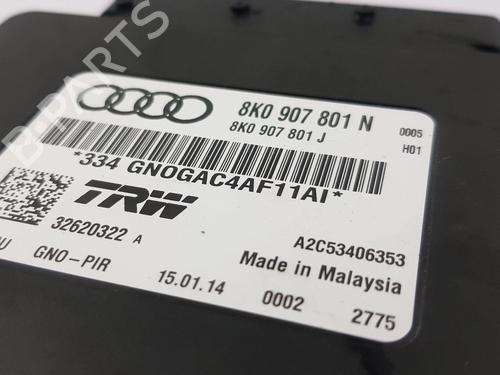 8K0 907 801 N 0005
8K0 907 801 J H01
*334 GNOGAC4AF11AI*
TRW
32620322 A A2C53406353
GNO-PIR Made in Malaysia
15.01.14 0002 2775
B-PARTS